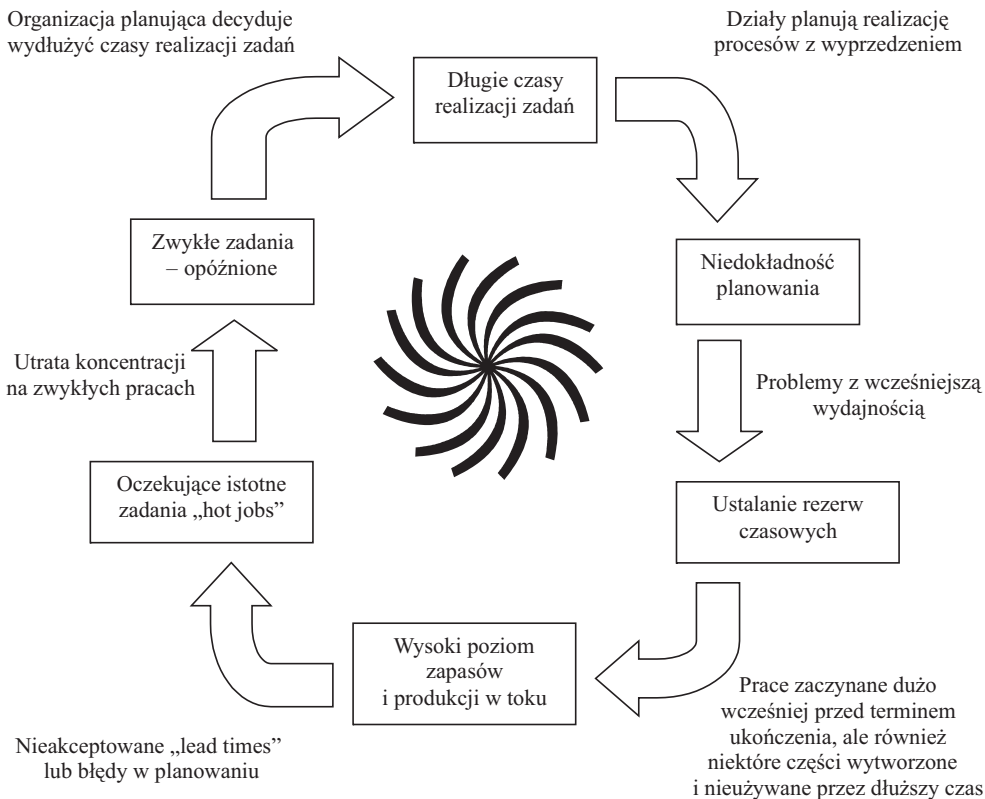 Organizacja planująca decyduje
wydłużyć czasy realizacji zadań
Działy planują realizację
procesów z wyprzedzeniem
Długie czasy
realizacji zadań
Zwykłe zadania
– opóźnione
Niedokładność
planowania
Utrata koncentracji
na zwykłych pracach
Problemy z wcześniejszą
wydajnością
Oczekujące istotne
zadania „hot jobs”
Ustalanie rezerw
czasowych
Wysoki poziom
zapasów
i produkcji w toku
Prace zaczynane dużo
wcześniej przed terminem
ukończenia, ale również
niektóre części wytworzone
i nieużywane przez dłuższy czas
Nieakceptowane „lead times”
lub błędy w planowaniu